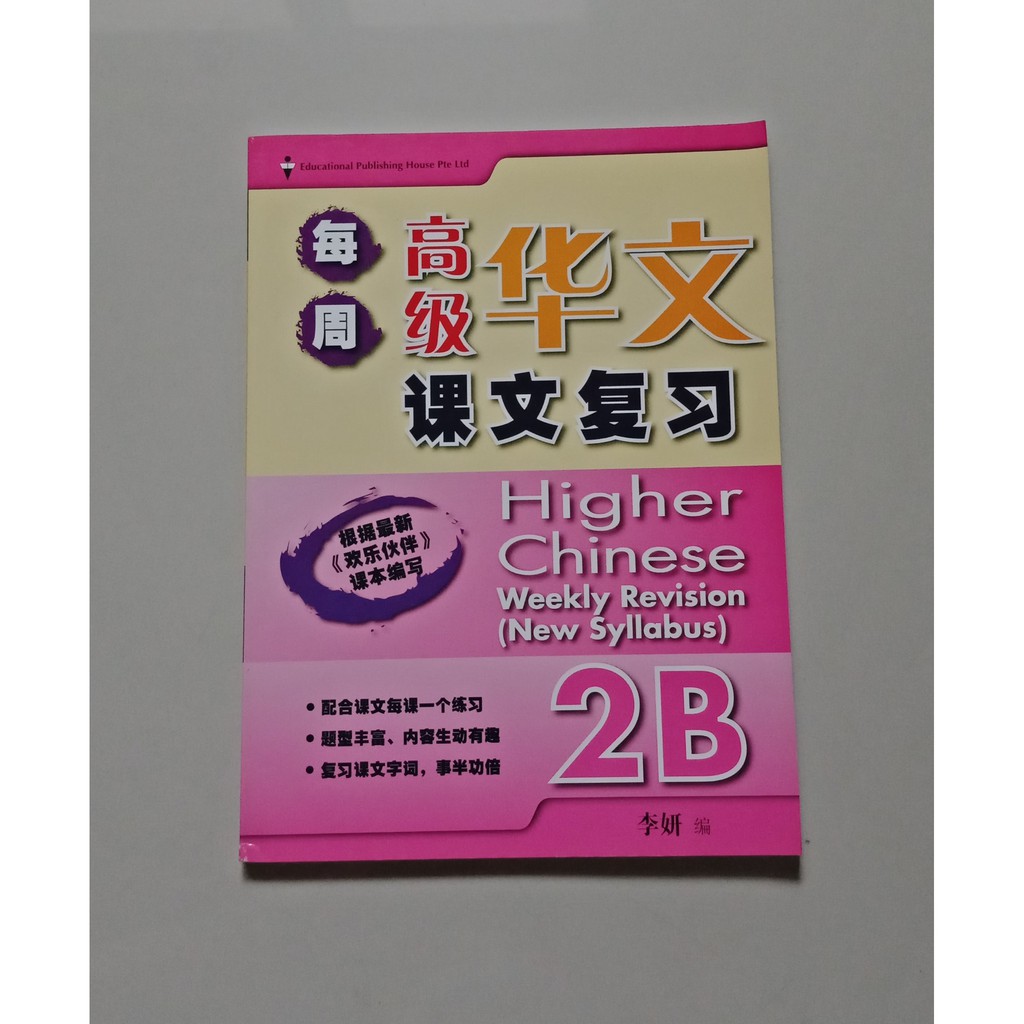 Educational Publishing House Pte Ltd
每周
高级华文
课文复习
根据最新
《欢乐伙伴》
课本编写
Higher
Chinese
Weekly Revision
(New Syllabus)
2B
• 配合课文每课一个练习
• 题型丰富、内容生动有趣
• 复习课文字词，事半功倍
李妍 编